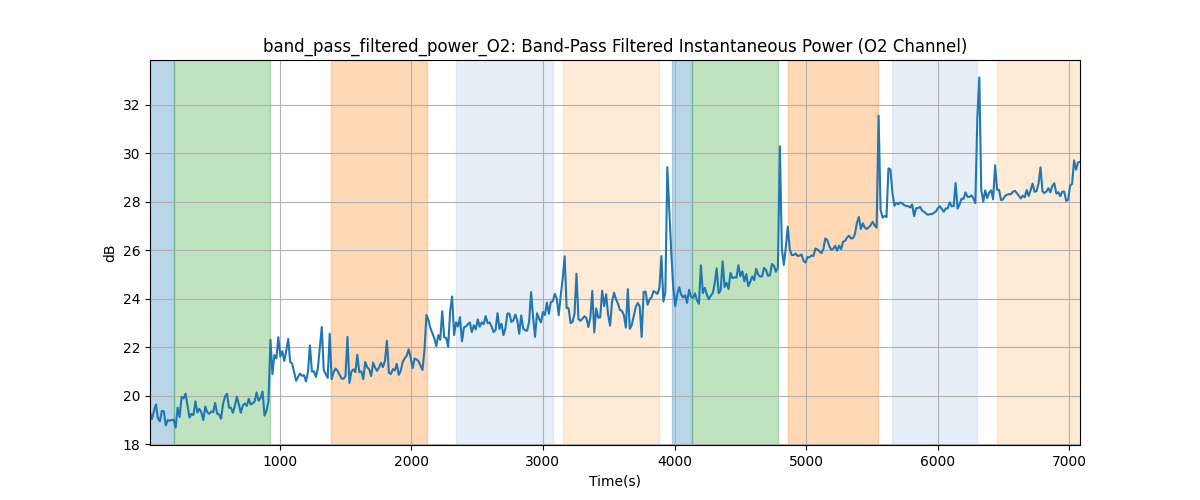 band_pass_filtered_power_O2: Band-Pass Filtered Instantaneous Power (O2 Channel)
32
30
28
26
24
22
20
18
dB
1000 2000 3000 4000 5000 6000 7000
Time(s)